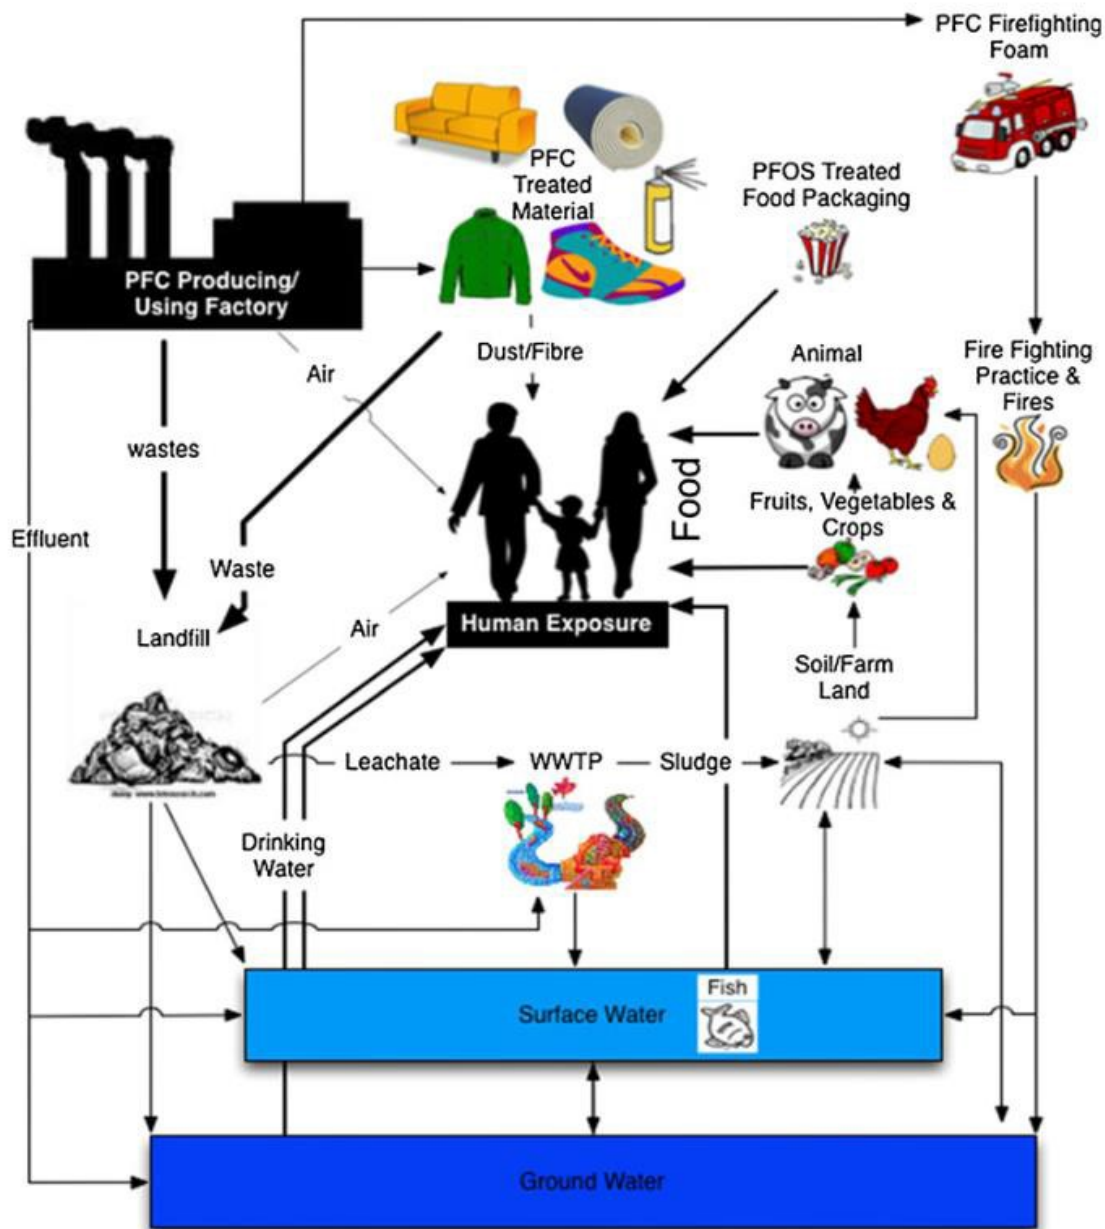 PFC Firefighting
Foam
PFC
Treated
Material
PFOS Treated
Food Packaging
PFC Producing/
Using Factory
Air
Dust/Fibre
Animal
Fire Fighting
Practice &
Fires
wastes
Food
Fruits, Vegetables &
Crops
Effluent
Waste
Landfill
Air
Human Exposure
Soil/Farm
Land
Leachate
WWTP
Sludge
Drinking
Water
Fish
Surface Water
Ground Water